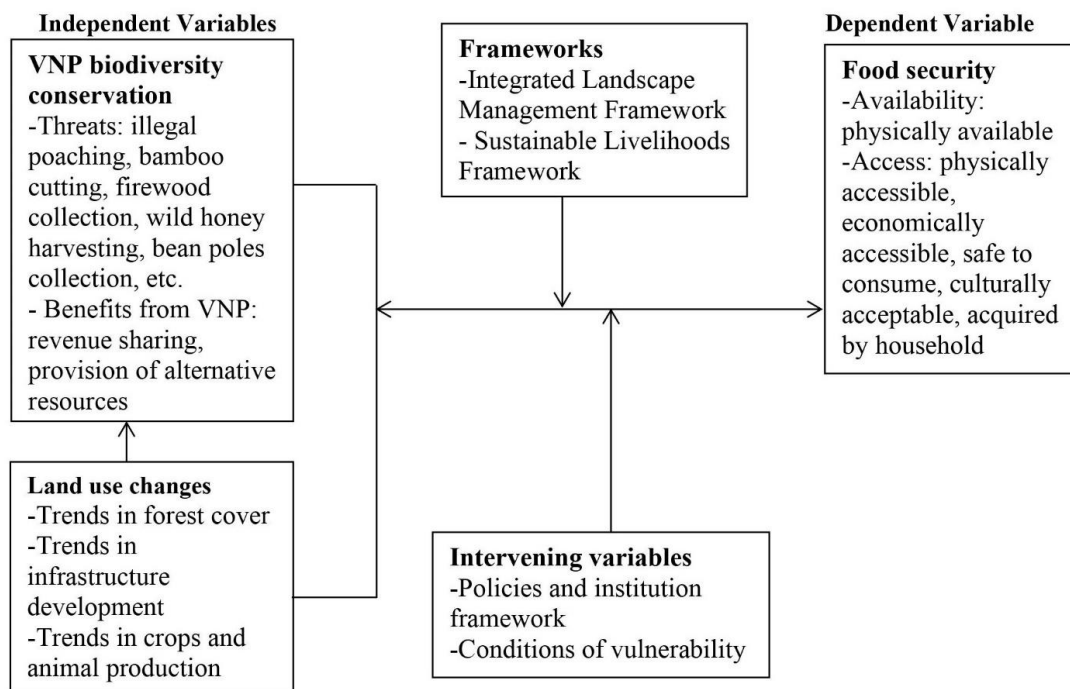 Independent Variables
VNP biodiversity
conservation
-Threats: illegal
poaching, bamboo
cutting, firewood
collection, wild honey
harvesting, bean poles
collection, etc.
- Benefits from VNP:
revenue sharing,
provision of alternative
resources
Land use changes
-Trends in forest cover
-Trends in
infrastructure
development
-Trends in crops and
animal production
Frameworks
-Integrated Landscape
Management Framework
- Sustainable Livelihoods
Framework
Intervening variables
-Policies and institution
framework
-Conditions of vulnerability
Dependent Variable
Food security
-Availability:
physically available
-Access: physically
accessible,
economically
accessible, safe to
consume, culturally
acceptable, acquired
by household